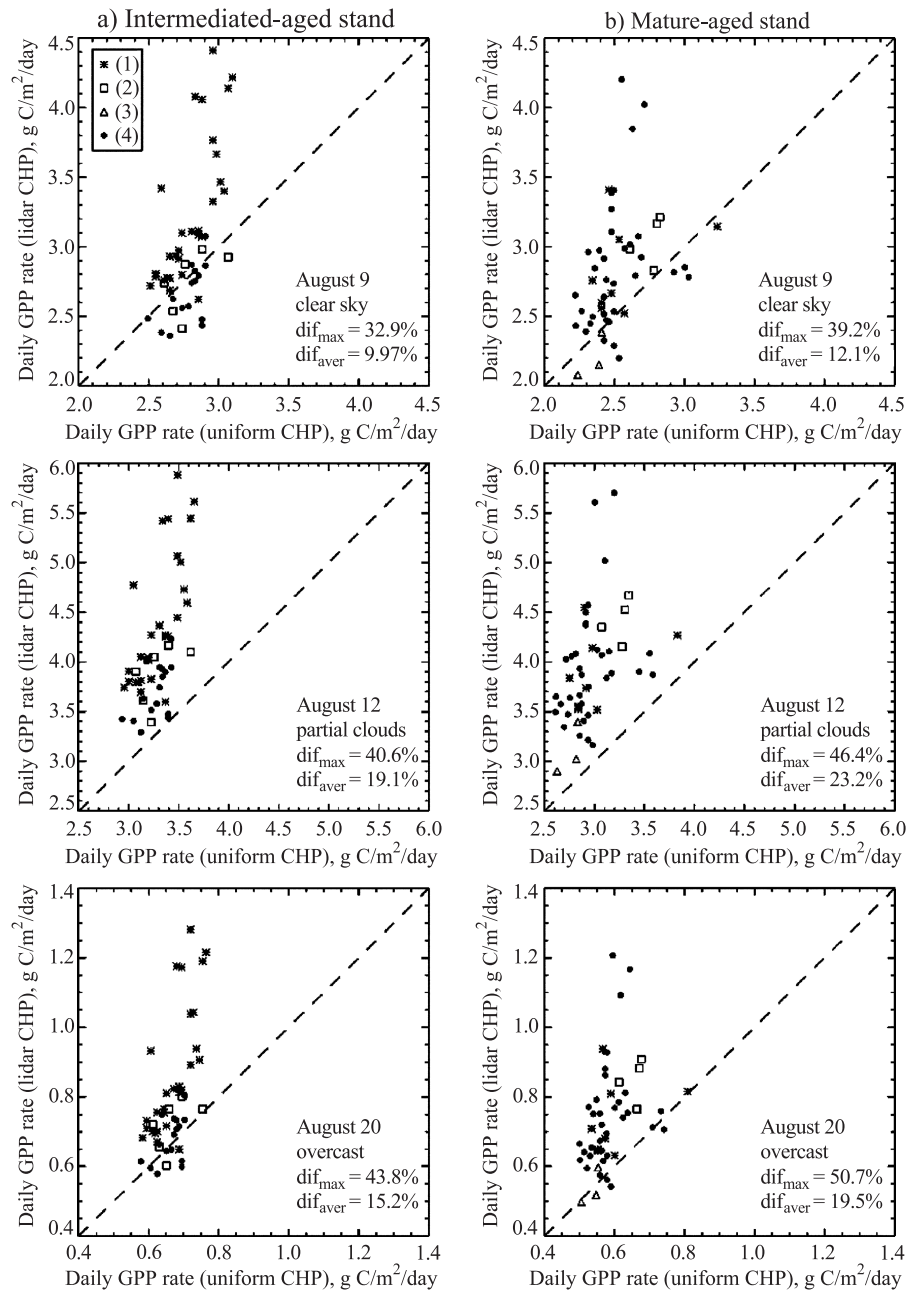 a) Intermediated-aged stand
Daily GPP rate (lidar CHP), g C/m²/day
4.5
4.0
3.5
3.0
2.5
2.0
(1)
(2)
(3)
(4)
August 9
clear sky
dif_max = 32.9%
dif_aver = 9.97%
2.0 2.5 3.0 3.5 4.0 4.5
Daily GPP rate (uniform CHP), g C/m²/day
b) Mature-aged stand
Daily GPP rate (lidar CHP), g C/m²/day
4.5
4.0
3.5
3.0
2.5
2.0
August 9
clear sky
dif_max = 39.2%
dif_aver = 12.1%
2.0 2.5 3.0 3.5 4.0 4.5
Daily GPP rate (uniform CHP), g C/m²/day
Daily GPP rate (lidar CHP), g C/m²/day
6.0
5.5
5.0
4.5
4.0
3.5
3.0
2.5
August 12
partial clouds
dif_max = 40.6%
dif_aver = 19.1%
2.5 3.0 3.5 4.0 4.5 5.0 5.5 6.0
Daily GPP rate (uniform CHP), g C/m²/day
Daily GPP rate (lidar CHP), g C/m²/day
6.0
5.5
5.0
4.5
4.0
3.5
3.0
2.5
August 12
partial clouds
dif_max = 46.4%
dif_aver = 23.2%
2.5 3.0 3.5 4.0 4.5 5.0 5.5 6.0
Daily GPP rate (uniform CHP), g C/m²/day
Daily GPP rate (lidar CHP), g C/m²/day
1.4
1.2
1.0
0.8
0.6
0.4
August 20
overcast
dif_max = 43.8%
dif_aver = 15.2%
0.4 0.6 0.8 1.0 1.2 1.4
Daily GPP rate (uniform CHP), g C/m²/day
Daily GPP rate (lidar CHP), g C/m²/day
1.4
1.2
1.0
0.8
0.6
0.4
August 20
overcast
dif_max = 50.7%
dif_aver = 19.5%
0.4 0.6 0.8 1.0 1.2 1.4
Daily GPP rate (uniform CHP), g C/m²/day